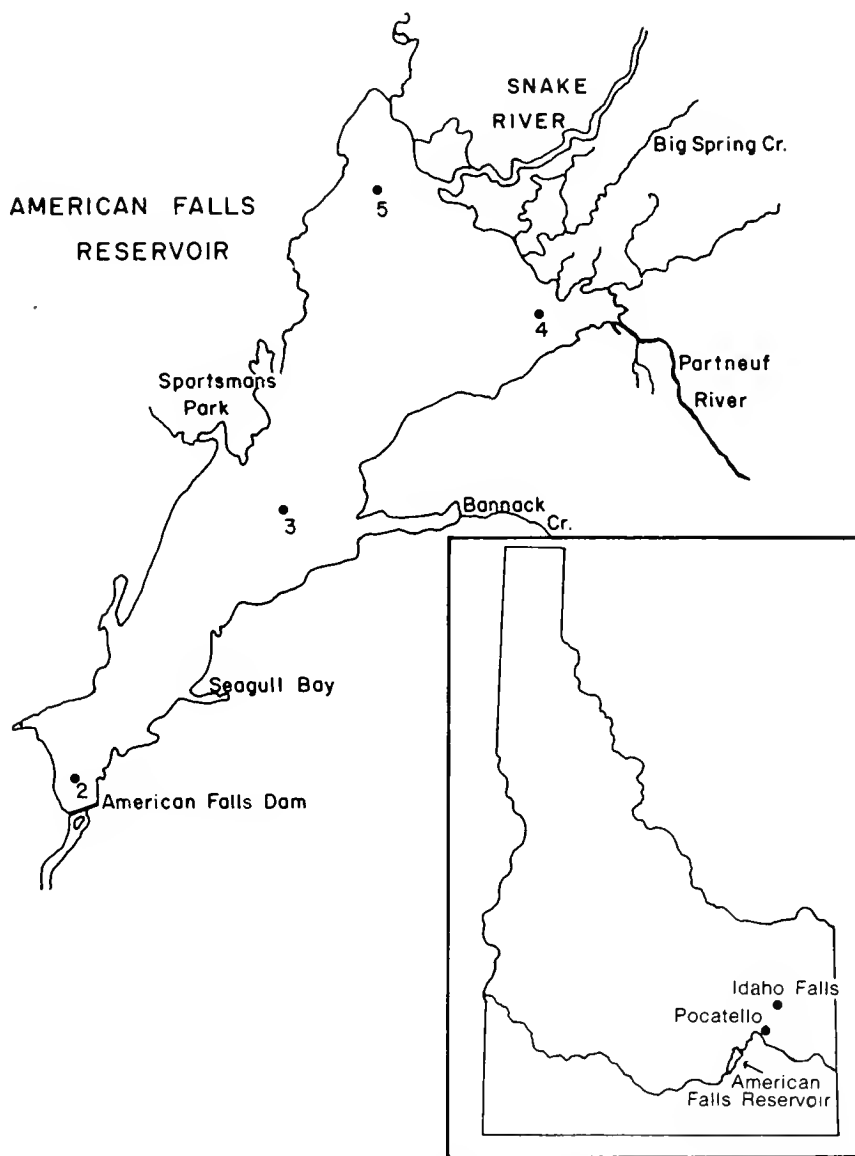 SNAKE
RIVER
Big Spring Cr.
AMERICAN FALLS
RESERVOIR
5
4
Sportsmans
Park
Partneuf
River
3
Bannack
Cr.
Seagull Bay
2
American Falls Dam
Idaho Falls
Pocatello
American
Falls Reservoir